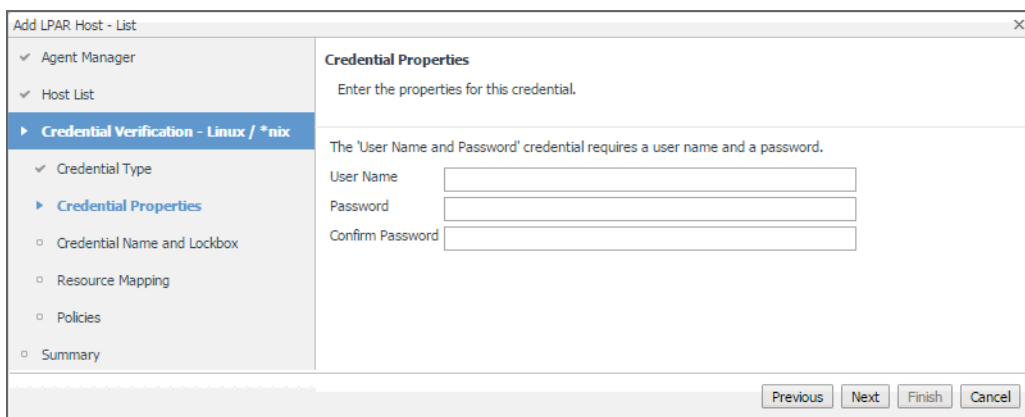 Add LPAR Host - List
Agent Manager
Host List
Credential Verification - Linux / *nix
Credential Type
Credential Properties
Credential Name and Lockbox
Resource Mapping
Policies
Summary
Credential Properties
Enter the properties for this credential.
The 'User Name and Password' credential requires a user name and a password.
User Name
Password
Confirm Password
Previous Next Finish Cancel